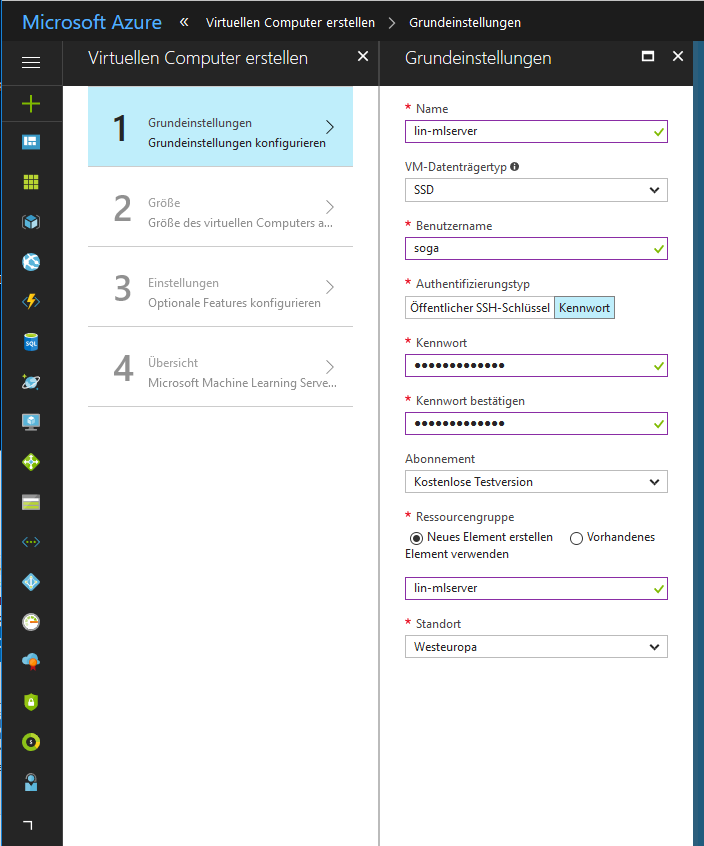 Microsoft Azure « Virtuellen Computer erstellen > Grundeinstellungen
Virtuellen Computer erstellen
1
Grundeinstellungen
Grundeinstellungen konfigurieren
2
Größe
Größe des virtuellen Computers a...
3
Einstellungen
Optionale Features konfigurieren
4
Übersicht
Microsoft Machine Learning Serve...
SQL
Grundeinstellungen
* Name
lin-mlserver
VM-Datenträgertyp
SSD
* Benutzername
soga
* Authentifizierungstyp
Öffentlicher SSH-Schlüssel Kennwort
* Kennwort
•••••••••••••
* Kennwort bestätigen
•••••••••••••
Abonnement
Kostenlose Testversion
* Ressourcengruppe
Neues Element erstellen Vorhandenes
Element verwenden
lin-mlserver
* Standort
Westeuropa